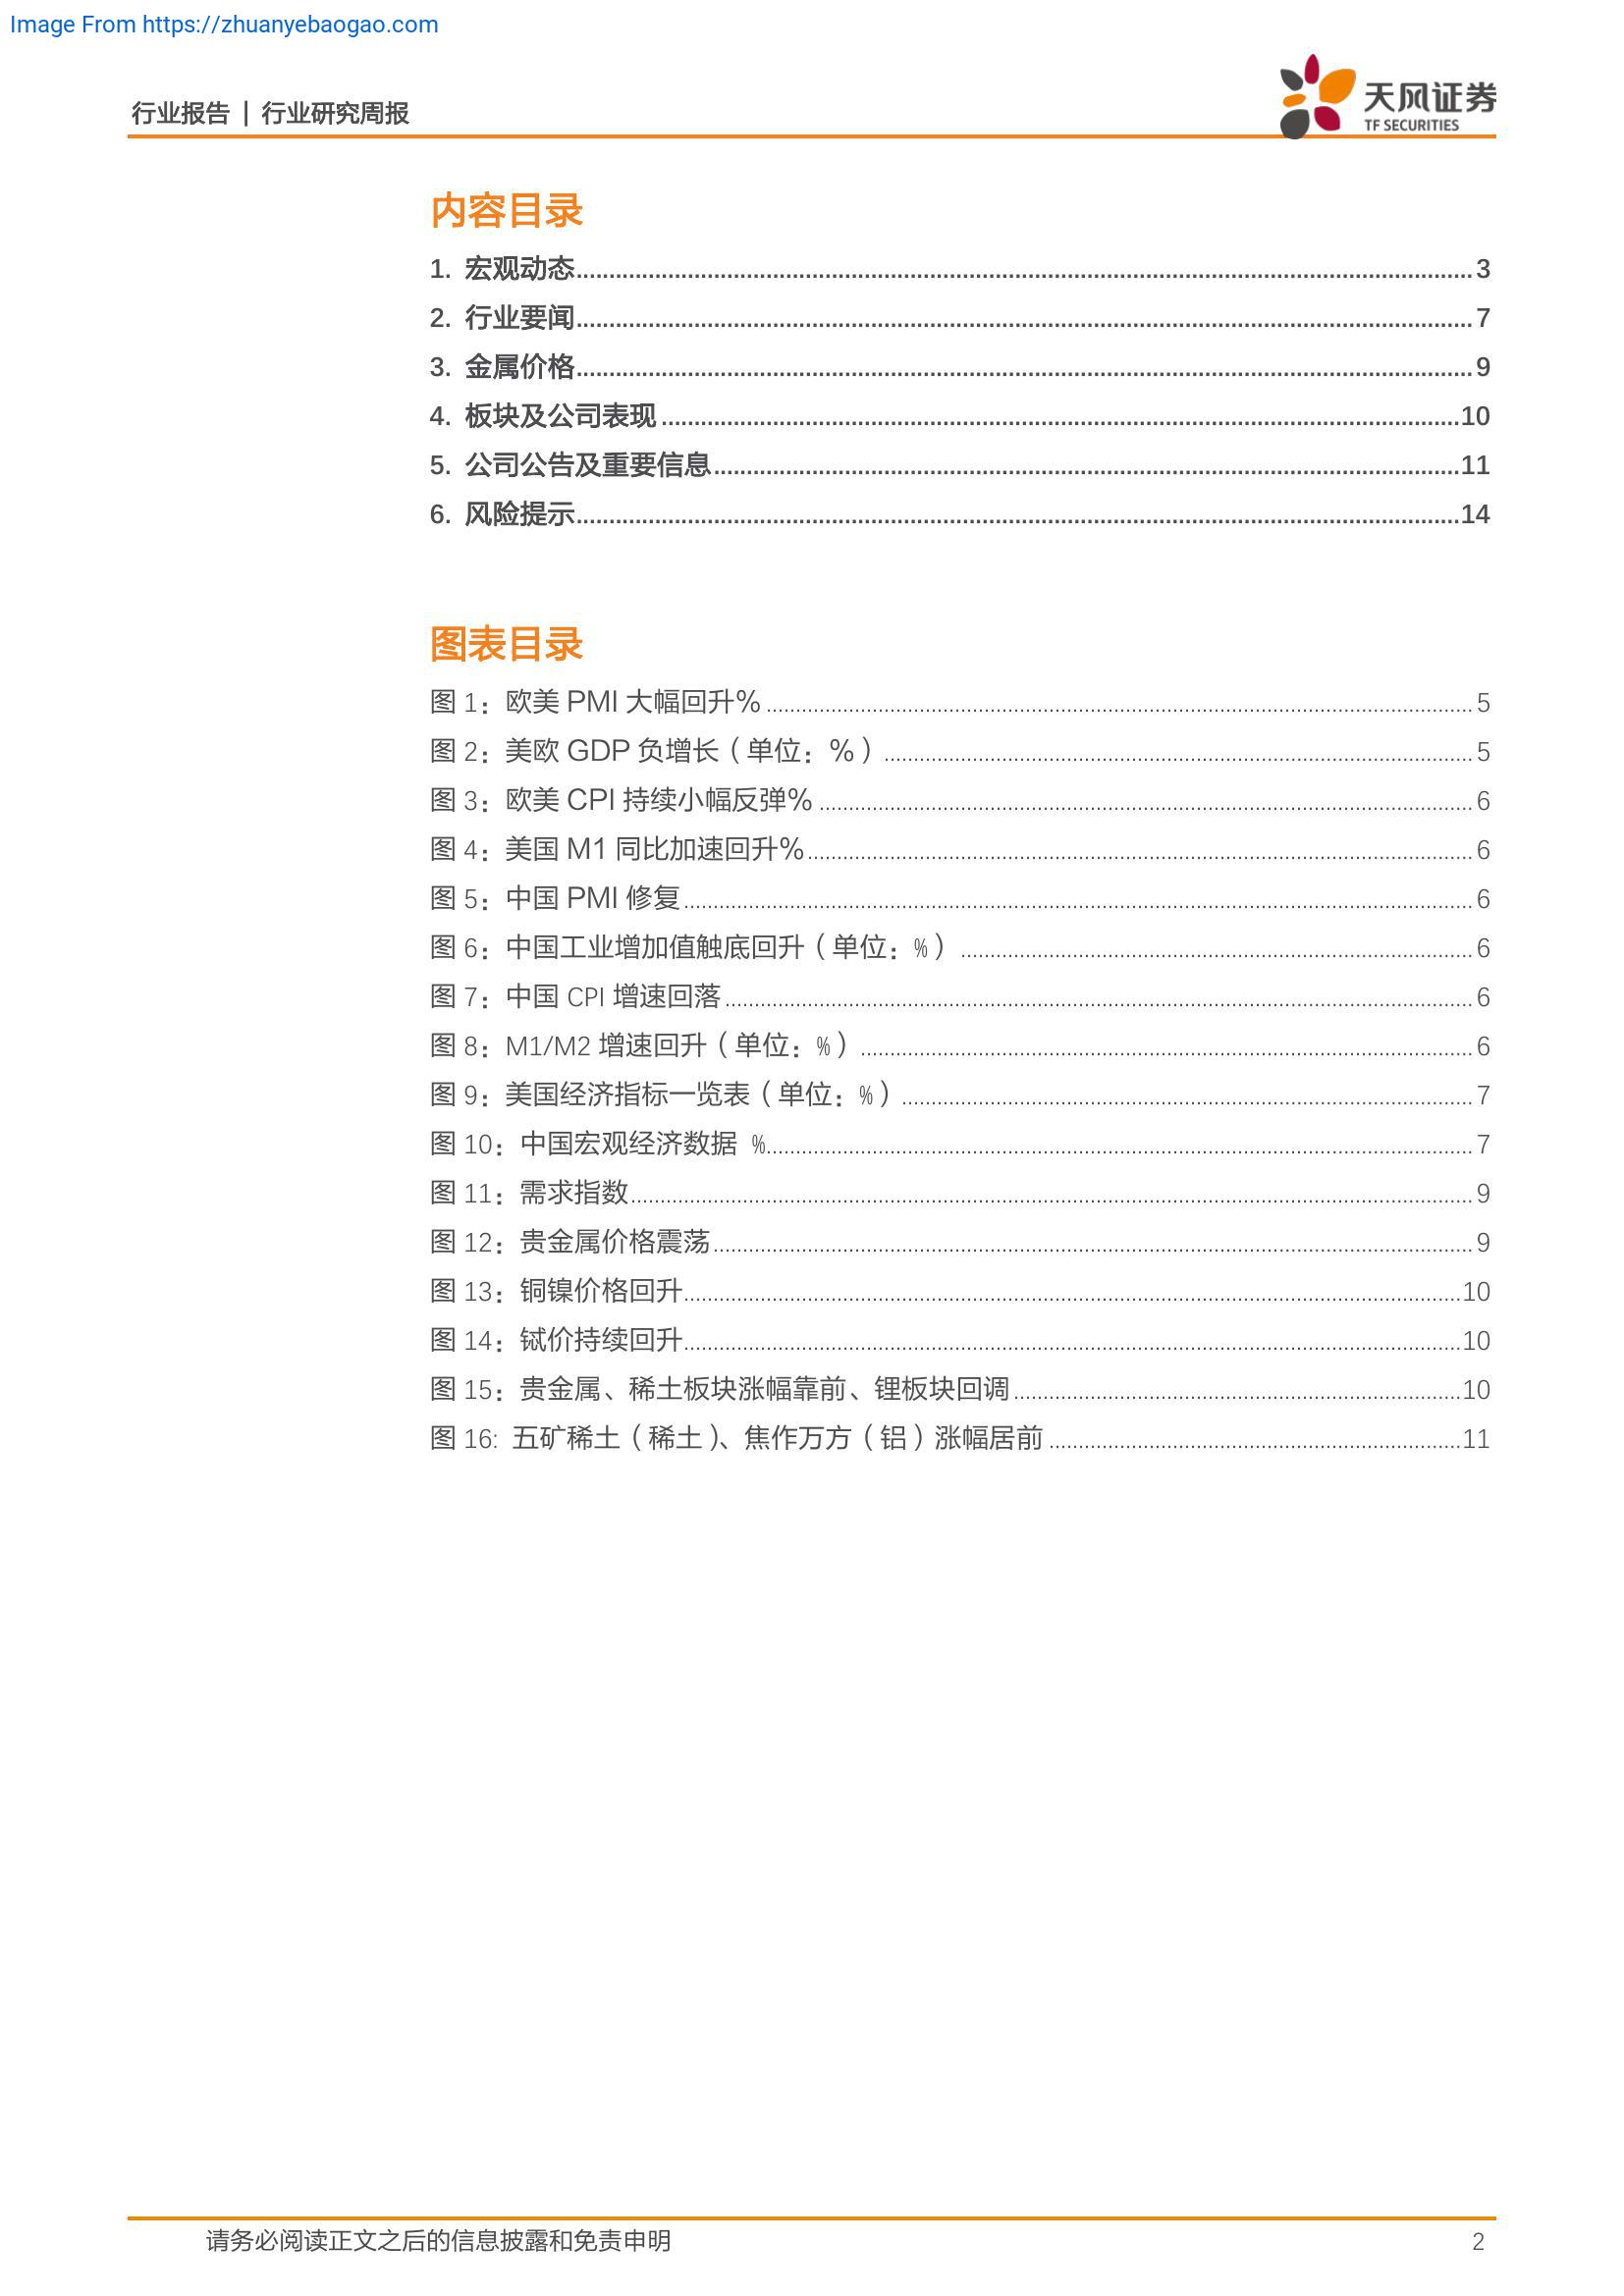 Image From https://zhuanyebaogao.com
行业报告 | 行业研究周报
天风证券
TF SECURITIES
内容目录
1. 宏观动态 3
2. 行业要闻 7
3. 金属价格 9
4. 板块及公司表现 10
5. 公司公告及重要信息 11
6. 风险提示 14
图表目录
图 1：欧美 PMI 大幅回升% 5
图 2：美欧 GDP 负增长（单位：%） 5
图 3：欧美 CPI 持续小幅反弹% 6
图 4：美国 M1 同比加速回升% 6
图 5：中国 PMI 修复 6
图 6：中国工业增加值触底回升（单位：%） 6
图 7：中国 CPI 增速回落 6
图 8：M1/M2 增速回升（单位：%） 6
图 9：美国经济指标一览表（单位：%） 7
图 10：中国宏观经济数据 % 7
图 11：需求指数 9
图 12：贵金属价格震荡 9
图 13：铜镍价格回升 10
图 14：铽价持续回升 10
图 15：贵金属、稀土板块涨幅靠前、锂板块回调 10
图 16: 五矿稀土（稀土）、焦作万方（铝）涨幅居前 11
请务必阅读正文之后的信息披露和免责申明 2